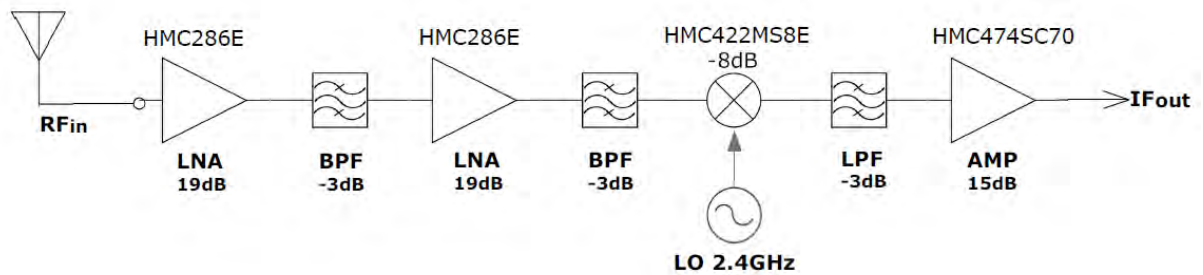 HMC286E
HMC286E
HMC422MS8E
-8dB
HMC474SC70
RFin
IFout
LNA
19dB
BPF
-3dB
LNA
19dB
BPF
-3dB
LPF
-3dB
AMP
15dB
LO 2.4GHz